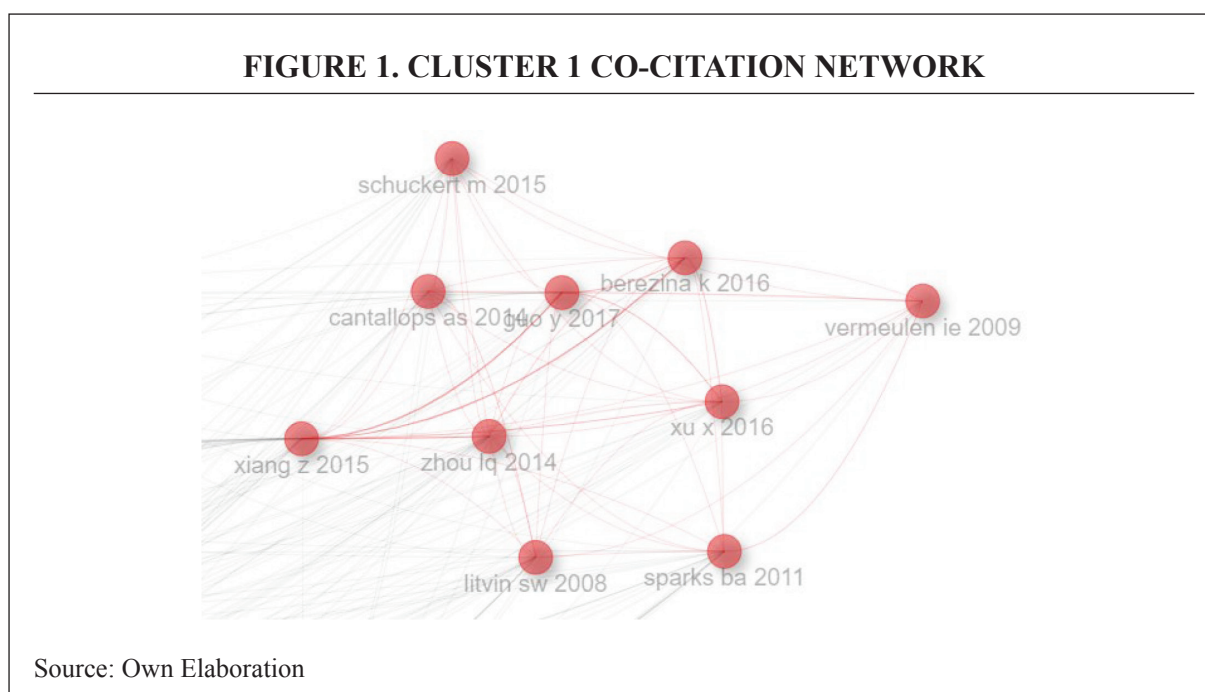 FIGURE 1. CLUSTER 1 CO-CITATION NETWORK
schuckert m 2015
berezina k 2016
cantallops as 2014
guo y 2017
vermeulen ie 2009
xu x 2016
xiang z 2015
zhou lq 2014
litvin sw 2008
sparks ba 2011
Source: Own Elaboration